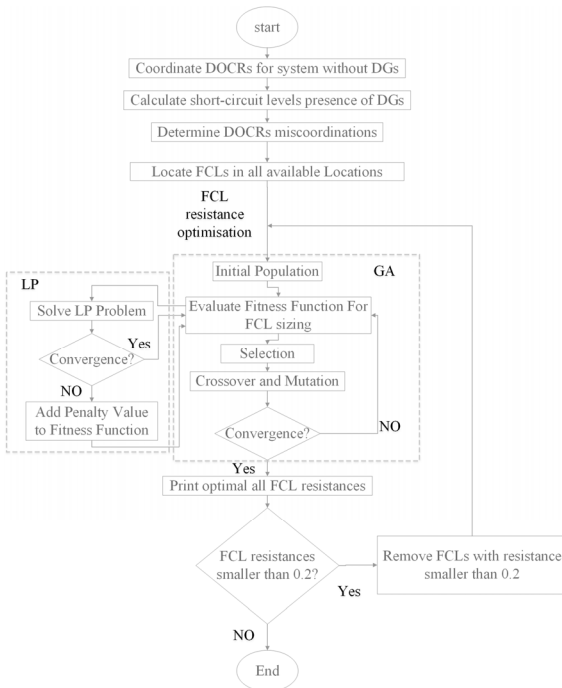 start
Coordinate DOCRs for system without DGs
Calculate short-circuit levels presence of DGs
Determine DOCRs miscoordinations
Locate FCLs in all available Locations
FCL
resistance
optimisation
GA
Initial Population
LP
Solve LP Problem
Evaluate Fitness Function For
FCL sizing
Yes
Convergence?
Selection
Crossover and Mutation
NO
Add Penalty Value
to Fitness Function
Convergence?
NO
Yes
Print optimal all FCL resistances
FCL resistances
smaller than 0.2?
Yes
Remove FCLs with resistance
smaller than 0.2
NO
End